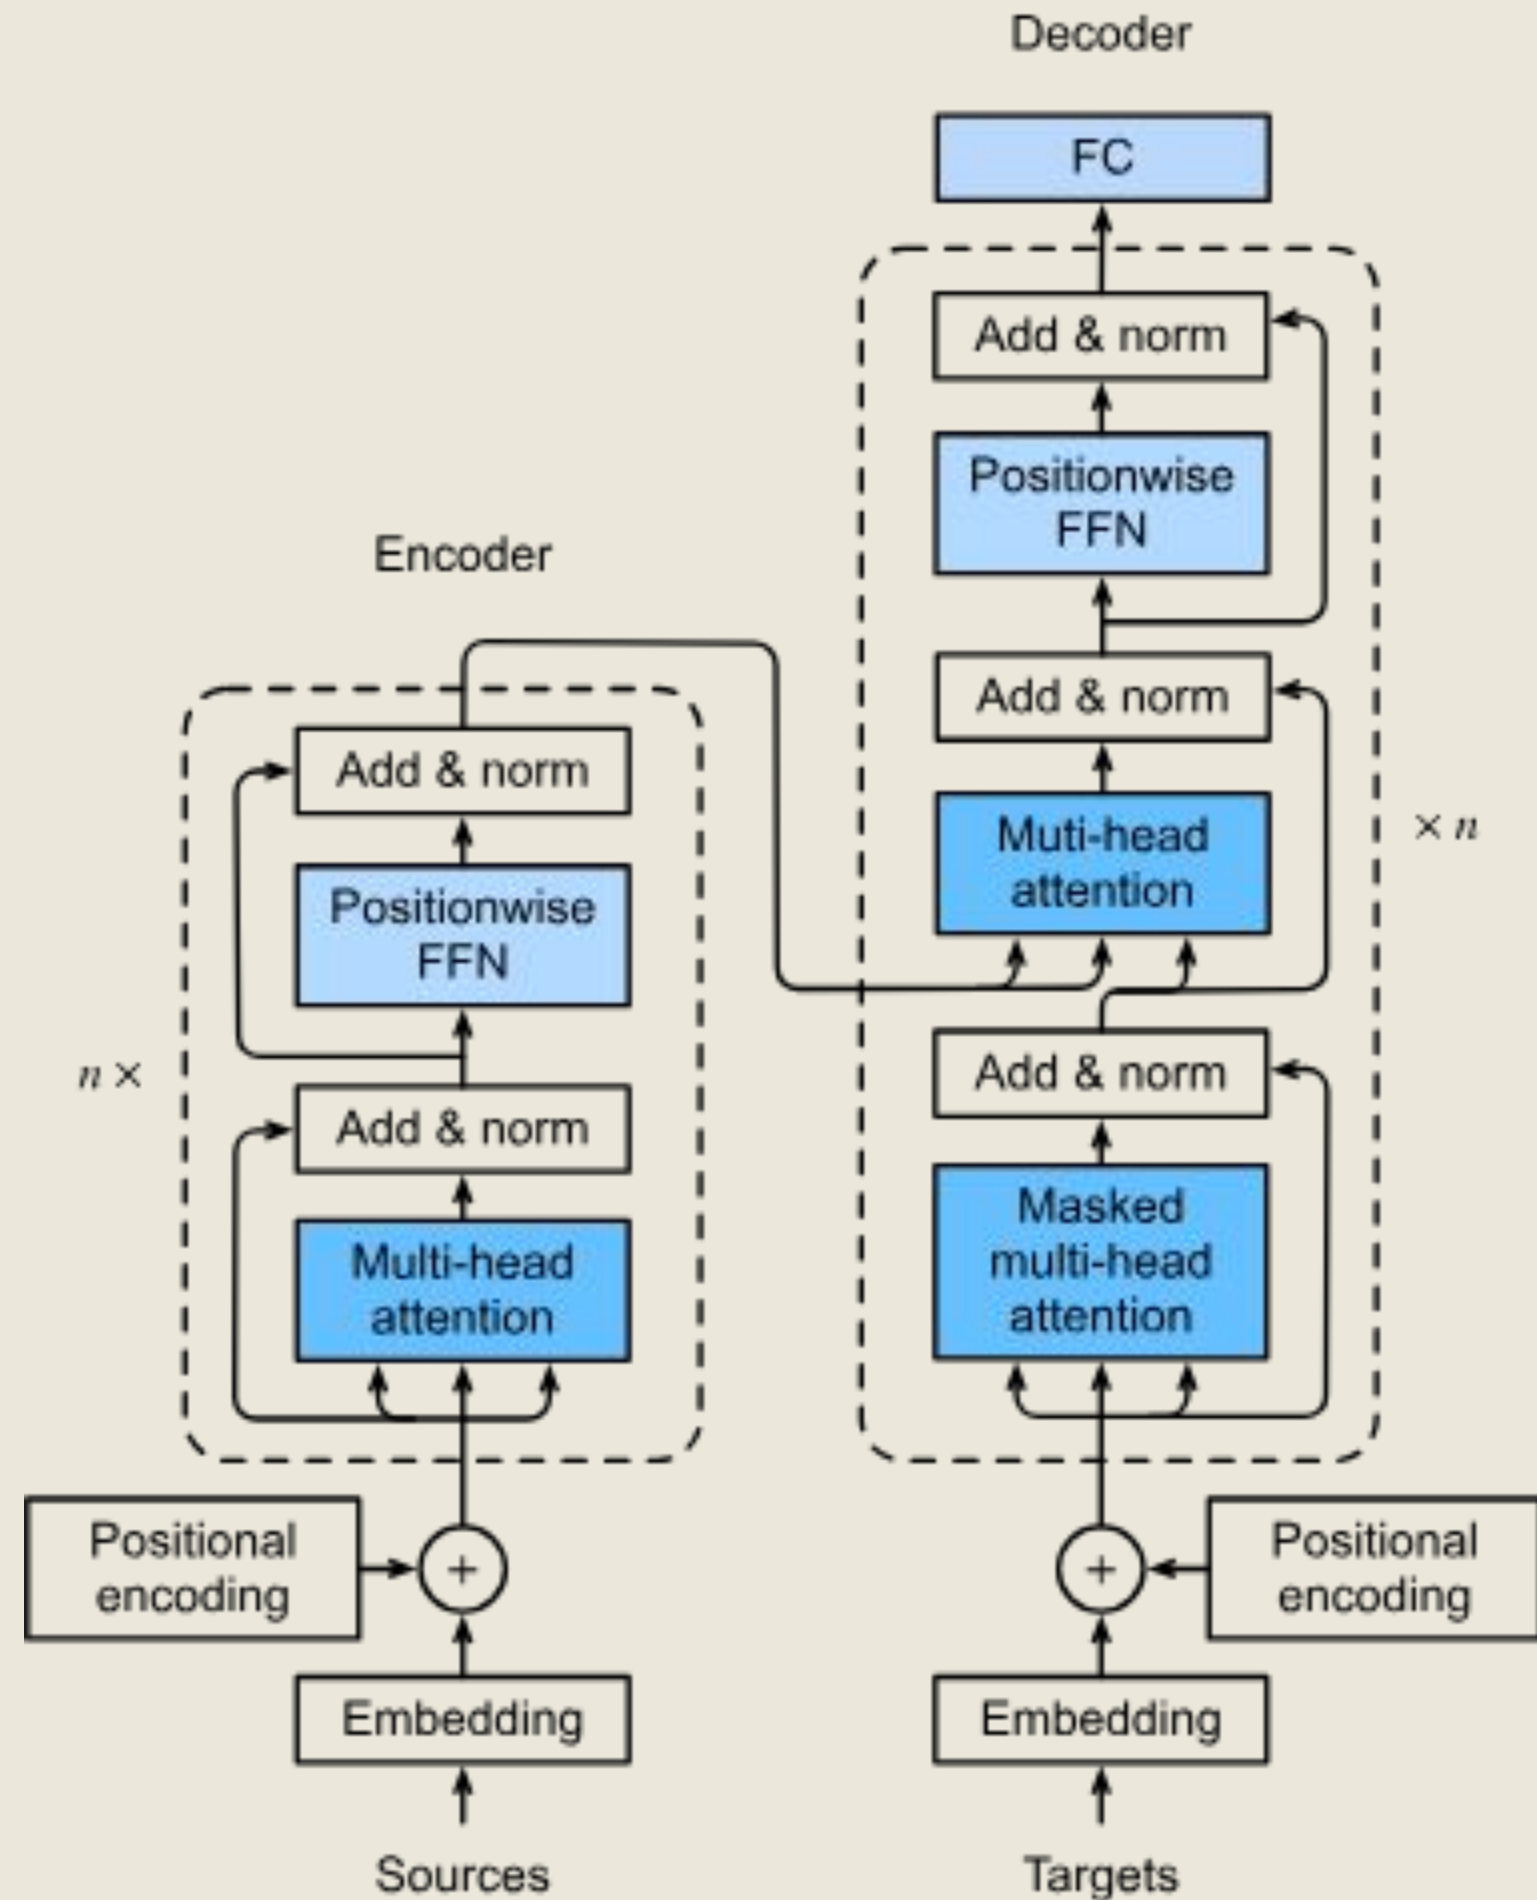 Decoder
FC
Add & norm
Positionwise
FFN
Add & norm
Muti-head
attention
× n
Add & norm
Masked
multi-head
attention
Positional
encoding
+
Embedding
Targets
Encoder
Add & norm
Positionwise
FFN
n ×
Add & norm
Multi-head
attention
Positional
encoding
+
Embedding
Sources